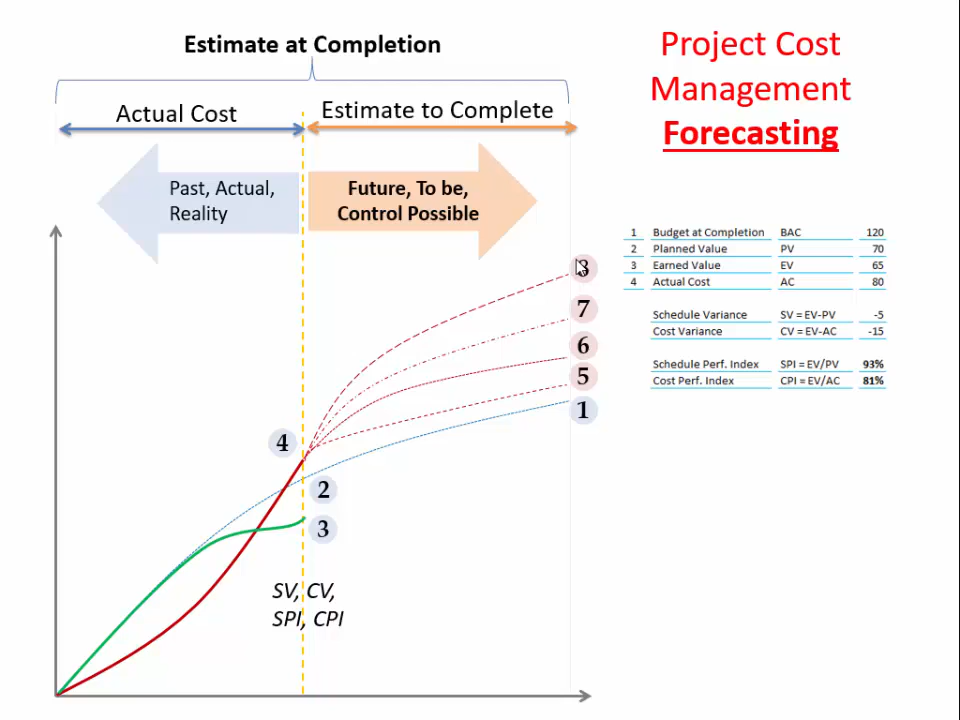 Estimate at Completion
Project Cost
Management
Forecasting
Actual Cost
Estimate to Complete
Past, Actual,
Reality
Future, To be,
Control Possible
1 Budget at Completion BAC 120
2 Planned Value PV 70
3 Earned Value EV 65
4 Actual Cost AC 80
Schedule Variance SV = EV-PV -5
Cost Variance CV = EV-AC -15
Schedule Perf. Index SPI = EV/PV 93%
Cost Perf. Index CPI = EV/AC 81%
8
7
6
5
1
4
2
3
SV, CV,
SPI, CPI